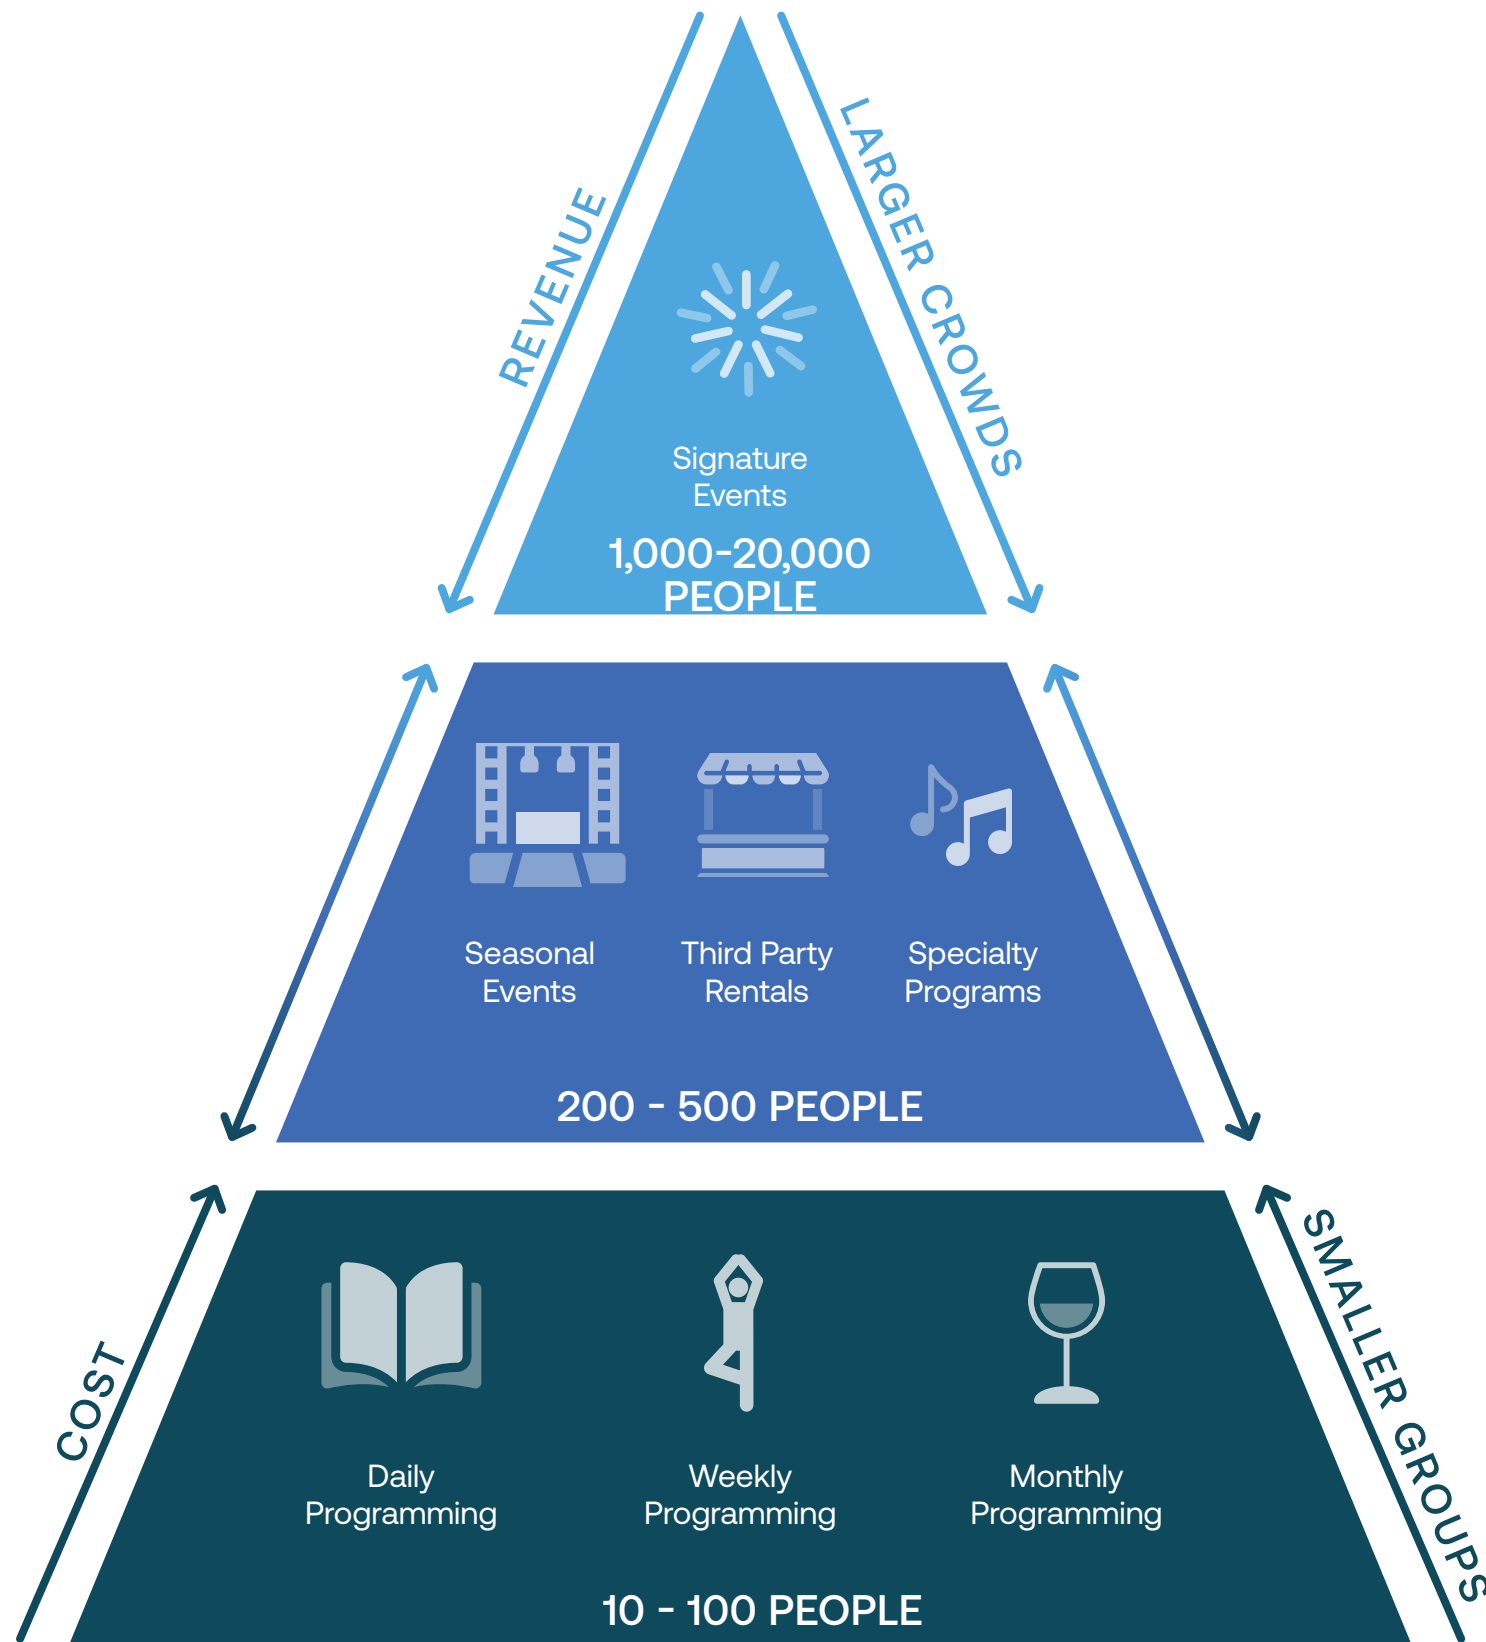 REVENUE
LARGER CROWDS
Signature
Events
1,000-20,000
PEOPLE
Seasonal
Events
Third Party
Rentals
Specialty
Programs
200 - 500 PEOPLE
COST
SMALLER GROUPS
Daily
Programming
Weekly
Programming
Monthly
Programming
10 - 100 PEOPLE